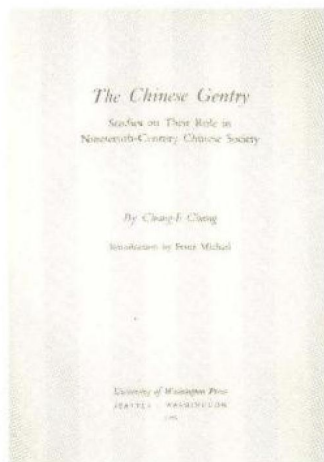 The Chinese Gentry
Studies on Their Role in
Nineteenth-Century Chinese Society
By Chung-li Chang
Introduction by Franz Michael
University of Washington Press
SEATTLE : WASHINGTON